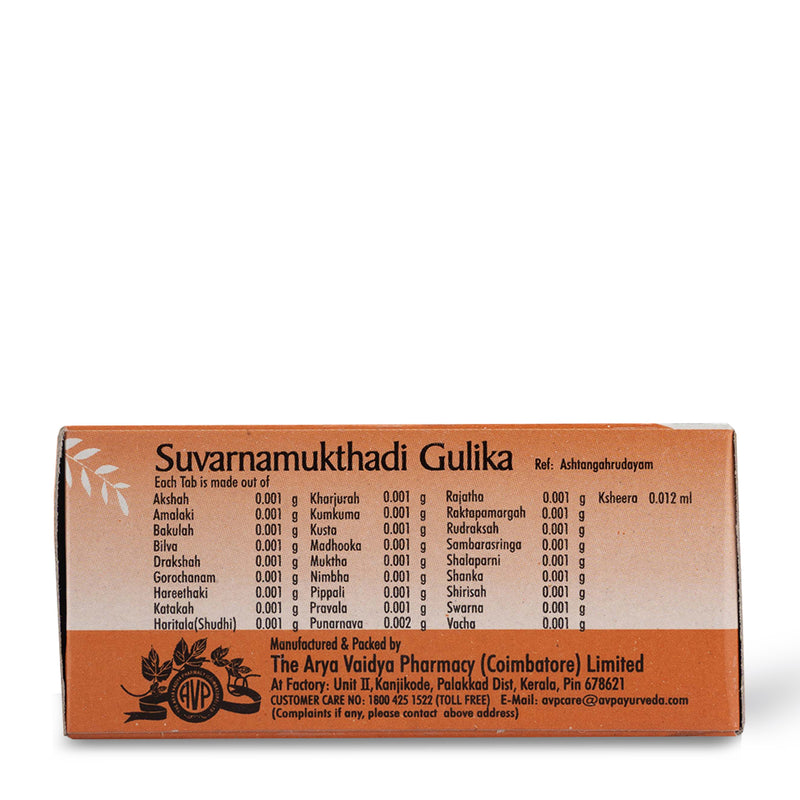 Suvarnamukthadi Gulika Ref: Ashtangahrudayam
Each Tab is made out of
Akshah 0.001 g Kharjurah 0.001 g Rajatha 0.001 g Ksheera 0.012 ml
Amalaki 0.001 g Kumkuma 0.001 g Raktapamargah 0.001 g
Bakulah 0.001 g Kusta 0.001 g Rudraksah 0.001 g
Bilva 0.001 g Madhooka 0.001 g Sambarasringa 0.001 g
Drakshah 0.001 g Muktha 0.001 g Shalaparni 0.001 g
Gorochanam 0.001 g Nimbha 0.001 g Shanka 0.001 g
Hareethaki 0.001 g Pippali 0.001 g Shirisah 0.001 g
Katakah 0.001 g Pravala 0.001 g Swarna 0.001 g
Haritala(Shudhi) 0.001 g Punarnava 0.002 g Vacha 0.001 g
Manufactured & Packed by
The Arya Vaidya Pharmacy (Coimbatore) Limited
At Factory: Unit II, Kanjikode, Palakkad Dist, Kerala, Pin 678621
CUSTOMER CARE NO: 1800 425 1522 (TOLL FREE) E-Mail: avpcare@avpayurveda.com
(Complaints if any, please contact above address)
AVP